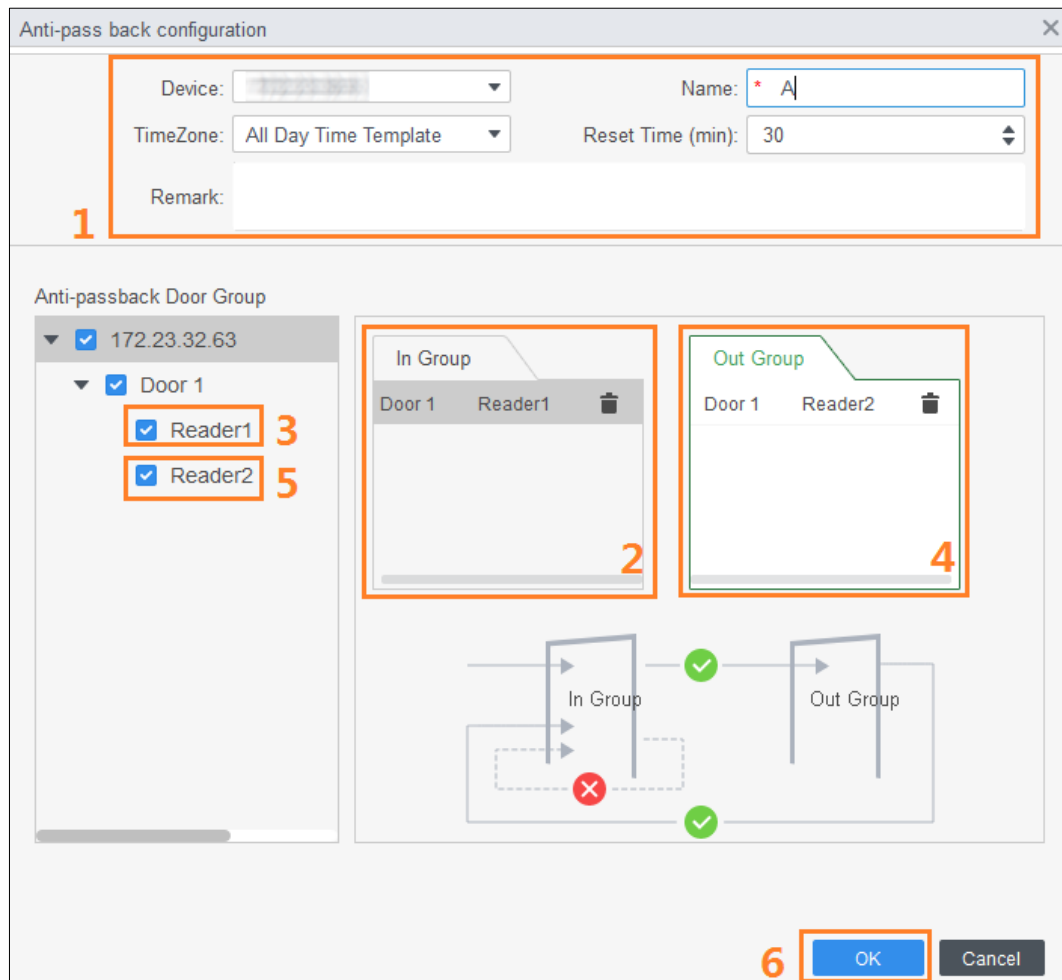 Anti-pass back configuration
Device: Name: * A
TimeZone: All Day Time Template Reset Time (min): 30
Remark:
1
Anti-passback Door Group
172.23.32.63
Door 1
Reader1 3
Reader2 5
In Group
Door 1 Reader1
2
Out Group
Door 1 Reader2
4
In Group Out Group
6 OK Cancel